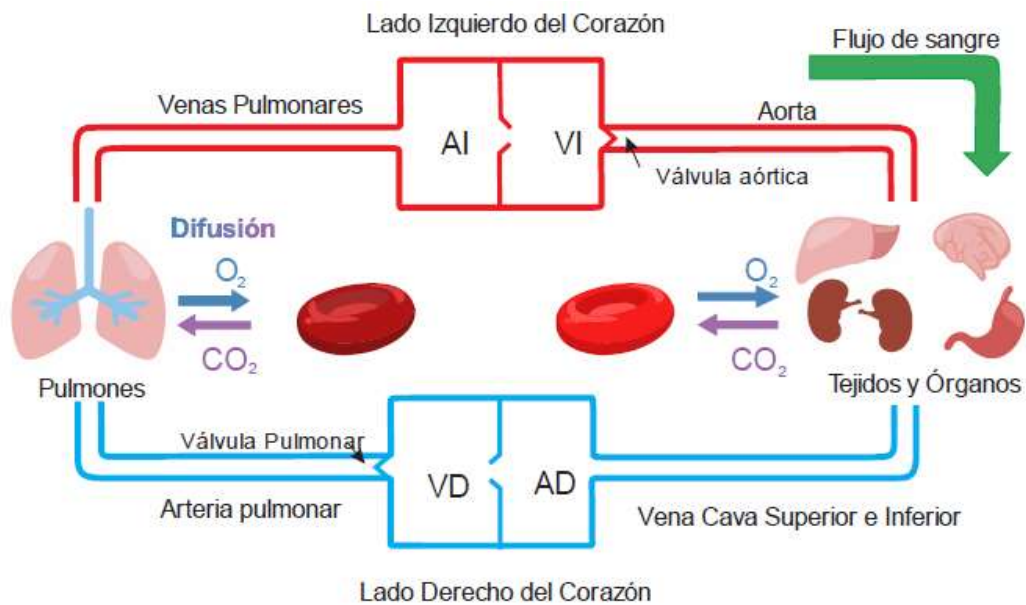 Lado Izquierdo del Corazón
Flujo de sangre
Venas Pulmonares
Aorta
AI
VI
Válvula aórtica
Difusión
O₂
CO₂
O₂
CO₂
Pulmones
Tejidos y Órganos
Válvula Pulmonar
VD
AD
Arteria pulmonar
Vena Cava Superior e Inferior
Lado Derecho del Corazón